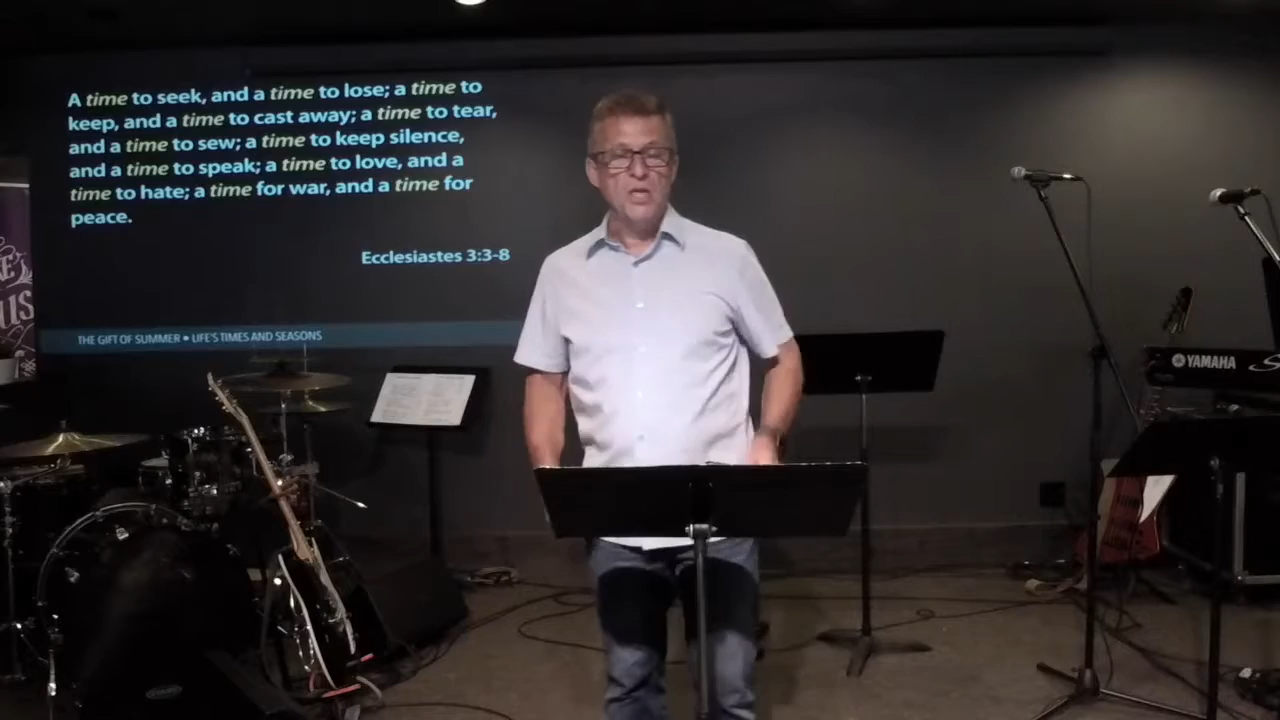 A time to seek, and a time to lose; a time to
keep, and a time to cast away; a time to tear,
and a time to sew; a time to keep silence,
and a time to speak; a time to love, and a
time to hate; a time for war, and a time for
peace.
Ecclesiastes 3:3-8
THE GIFT OF SUMMER • LIFE'S TIMES AND SEASONS
YAMAHA